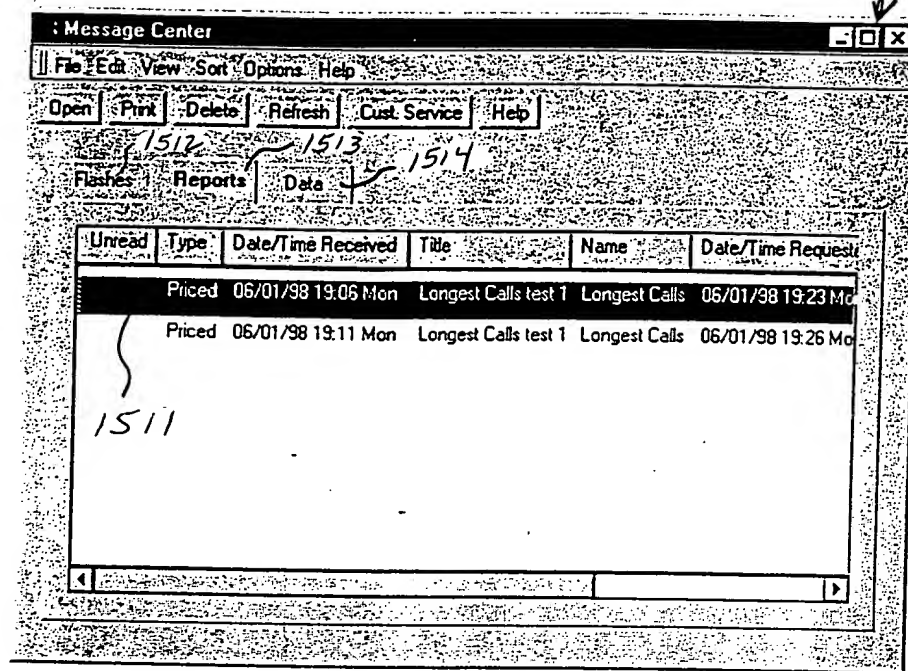 : Message Center
File Edit View Sort Options Help
Open Print Delete Refresh Cust. Service Help
1512 1513 1514
Flashes Reports Data
Unread Type Date/Time Received Title Name Date/Time Requeste
Priced 06/01/98 19:06 Mon Longest Calls test 1 Longest Calls 06/01/98 19:23 Mo
Priced 06/01/98 19:11 Mon Longest Calls test 1 Longest Calls 06/01/98 19:26 Mo
1511